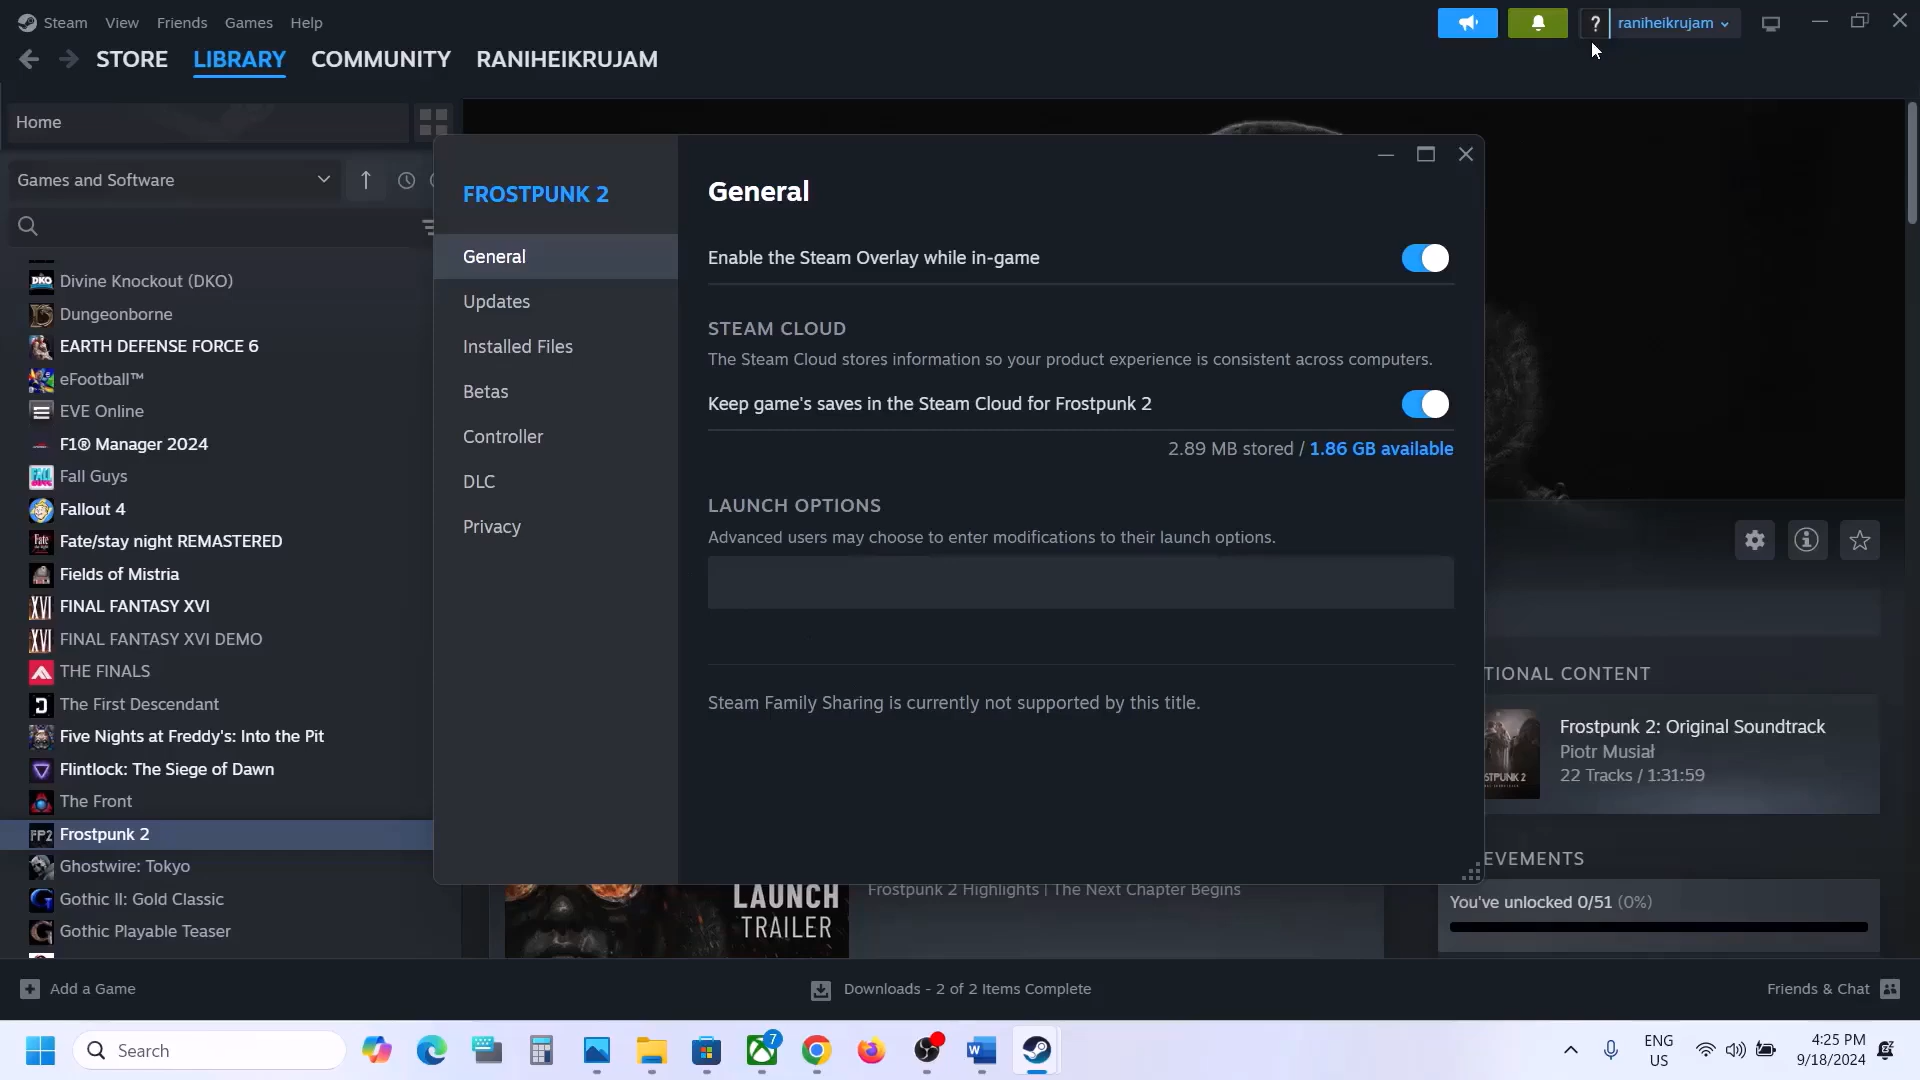 Steam View Friends Games Help
? raniheikrujam
STORE LIBRARY COMMUNITY RANIHEIKRUJAM
Home
Games and Software
Divine Knockout (DKO)
Dungeonborne
EARTH DEFENSE FORCE 6
eFootball™
EVE Online
F1® Manager 2024
Fall Guys
Fallout 4
Fate/stay night REMASTERED
Fields of Mistria
FINAL FANTASY XVI
FINAL FANTASY XVI DEMO
THE FINALS
The First Descendant
Five Nights at Freddy's: Into the Pit
Flintlock: The Siege of Dawn
The Front
FP2 Frostpunk 2
Ghostwire: Tokyo
Gothic II: Gold Classic
Gothic Playable Teaser
FROSTPUNK 2
General
Updates
Installed Files
Betas
Controller
DLC
Privacy
General
Enable the Steam Overlay while in-game
STEAM CLOUD
The Steam Cloud stores information so your product experience is consistent across computers.
Keep game's saves in the Steam Cloud for Frostpunk 2
2.89 MB stored / 1.86 GB available
LAUNCH OPTIONS
Advanced users may choose to enter modifications to their launch options.
Steam Family Sharing is currently not supported by this title.
TIONAL CONTENT
Frostpunk 2: Original Soundtrack
Piotr Musiał
22 Tracks / 1:31:59
EVEMENTS
You've unlocked 0/51 (0%)
LAUNCH
TRAILER
Frostpunk 2 Highlights | The Next Chapter Begins
Add a Game
Downloads - 2 of 2 Items Complete
Friends & Chat
Search
7
ENG
US
4:25 PM
9/18/2024